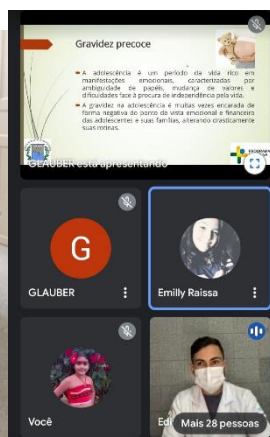 Gravidez precoce
A adolescência é um período da vida rico em
manifestações emocionais, caracterizadas por
ambiguidade de papéis, mudança de valores e
dificuldades face à procura de independência pela vida.
A gravidez na adolescência é muitas vezes encarada de
forma negativa do ponto de vista emocional e financeiro
das adolescentes e suas famílias, alterando drasticamente
suas rotinas.
GLAUBER está apresentando
G
GLAUBER
Emilly Raissa
Você
Edi
Mais 28 pessoas